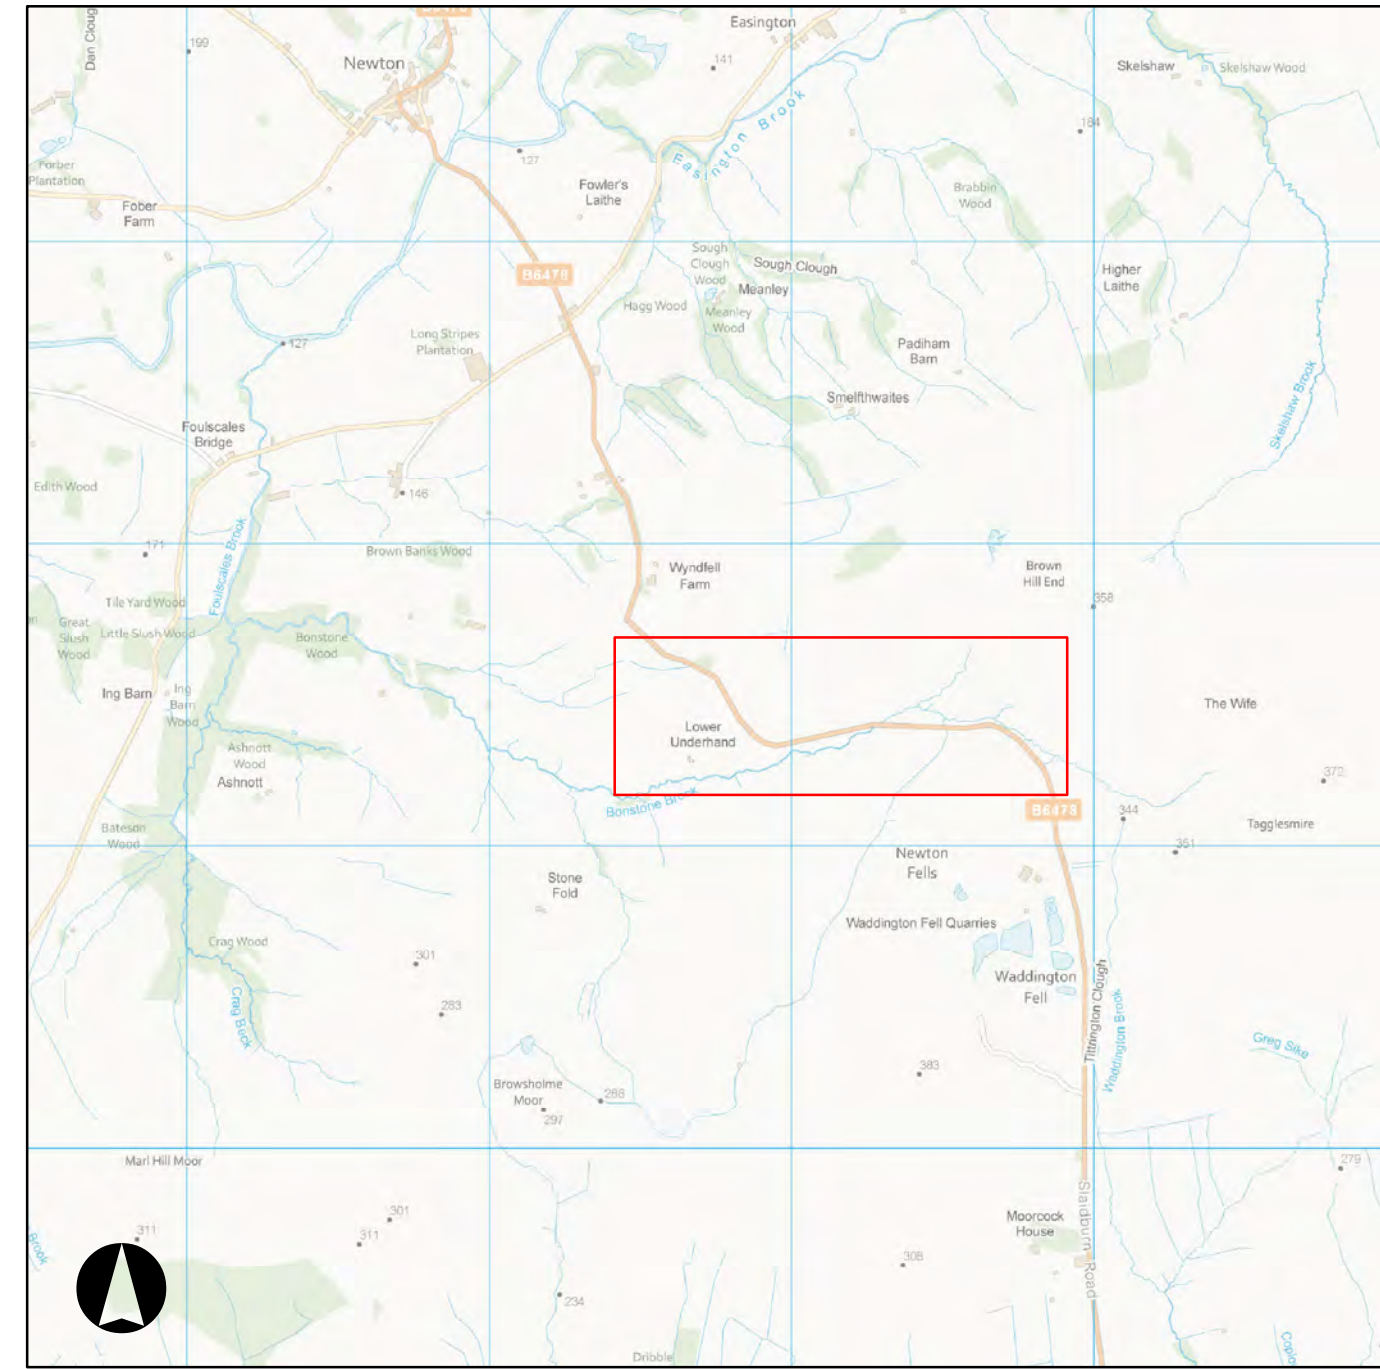 Easington
Dan Cloug
199
Newton
141
Skelshaw
Skelshaw Wood
184
Easington Brook
127
Forber
Plantation
Fowler's
Laithe
Brabbin
Wood
Fober
Farm
Sough
Clough
Wood
Sough Clough
Higher
Laithe
B6478
Meanley
Hagg Wood
Meanley
Wood
Long Stripes
Plantation
127
Padiham
Barn
Smelfthwaites
Skelshaw Brook
Foulscales
Bridge
Edith Wood
146
Foulscales Brook
171
Brown Banks Wood
Wyndfell
Farm
Brown
Hill End
358
Tile Yard Wood
Great
Slush
Wood
Little Slush Wood
Bonstone
Wood
Ing Barn
Ing
Barn
Wood
The Wife
Lower
Underhand
Ashnott
Wood
Ashnott
370
Bonstone Brook
B6478
344
Tagglesmire
Bateson
Wood
351
Newton
Fells
Stone
Fold
Waddington Fell Quarries
Crag Wood
301
Waddington
Fell
Tittrington Clough
Waddington Brook
283
Crag Beck
Greg Sike
383
Browsholme
Moor
288
297
Marl Hill Moor
279
Slaidburn Road
301
Moorcock
House
311
311
Brook
308
234
Dribble
Coplo